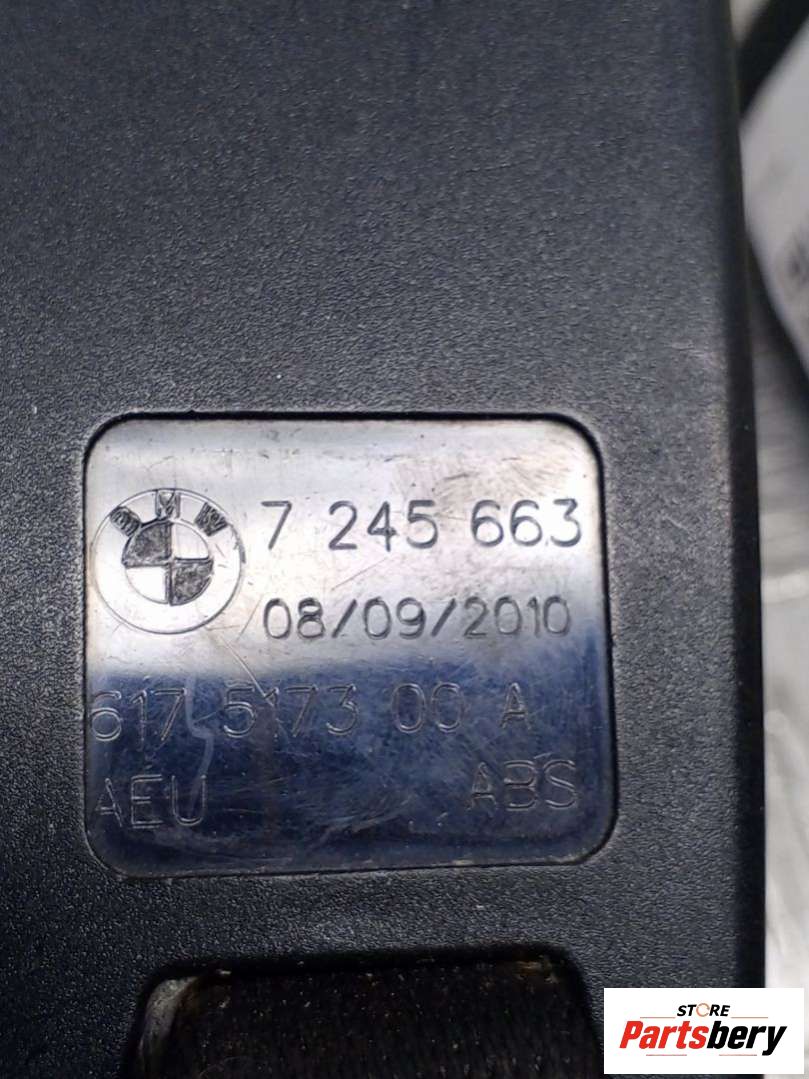 BMW
7 245 663
08/09/2010
617 5173 00 A
AEU ABS
STORE
Partsbery